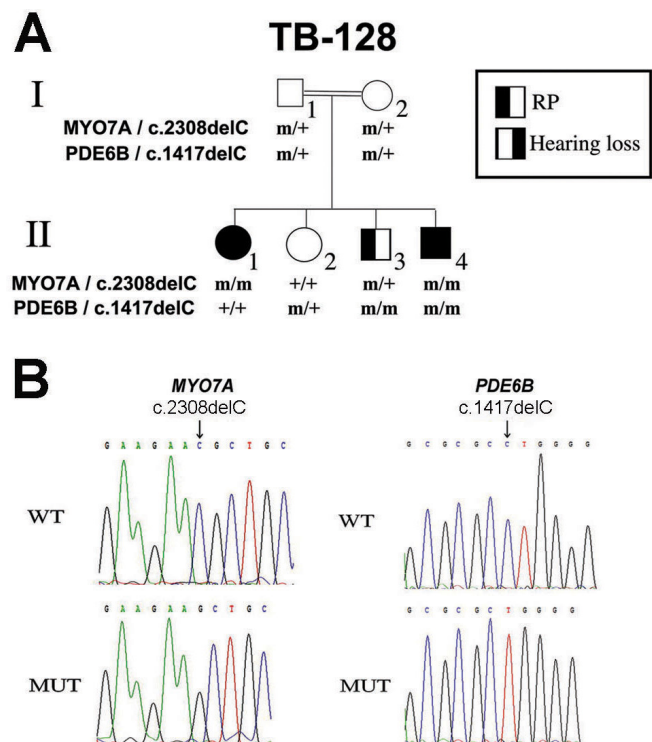 A
TB-128
I
1
2
RP
Hearing loss
MYO7A / c.2308delC m/+ m/+
PDE6B / c.1417delC m/+ m/+
II
1
2
3
4
MYO7A / c.2308delC m/m +/+ m/+ m/m
PDE6B / c.1417delC +/+ m/+ m/m m/m
B
MYO7A
c.2308delC
PDE6B
c.1417delC
G A A G A A C G C T G C
G C G C G C C T G G G G
WT
WT
G A A G A A G C T G C
G C G C G C T G G G G
MUT
MUT